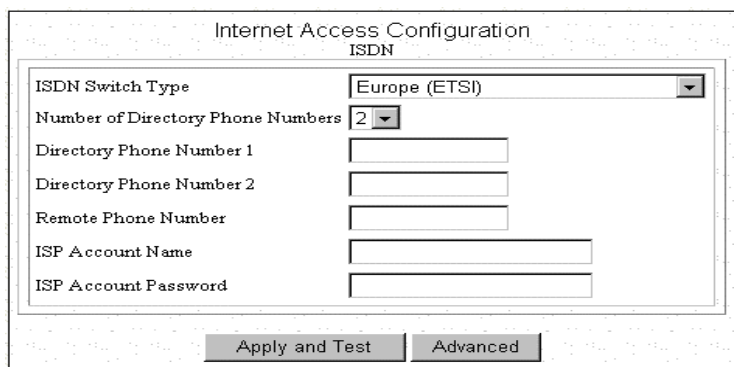 Internet Access Configuration
ISDN
ISDN Switch Type Europe (ETSI)
Number of Directory Phone Numbers 2
Directory Phone Number 1
Directory Phone Number 2
Remote Phone Number
ISP Account Name
ISP Account Password
Apply and Test Advanced